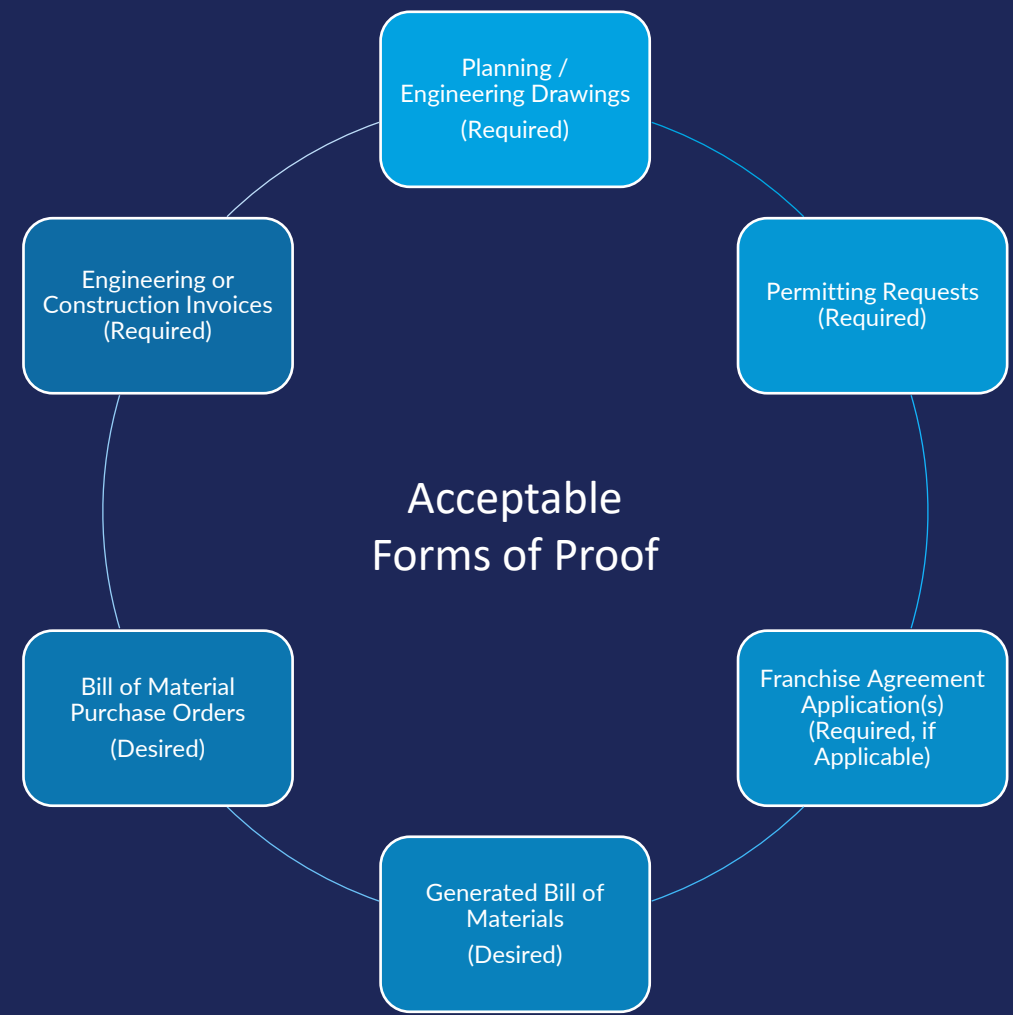 Planning /
Engineering Drawings
(Required)
Permitting Requests
(Required)
Franchise Agreement
Application(s)
(Required, if
Applicable)
Generated Bill of
Materials
(Desired)
Bill of Material
Purchase Orders
(Desired)
Engineering or
Construction Invoices
(Required)
Acceptable
Forms of Proof